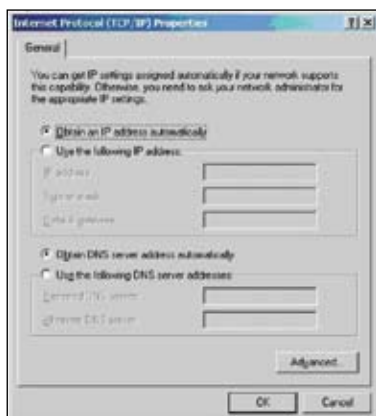 Internet Protocol (TCP/IP) Properties
General
You can get IP settings assigned automatically if your network supports
this capability. Otherwise, you need to ask your network administrator for
the appropriate IP settings.
Obtain an IP address automatically
Use the following IP address:
IP address
Subnet mask
Default gateway
Obtain DNS server address automatically
Use the following DNS server addresses:
Preferred DNS server
Alternate DNS server
Advanced...
OK
Cancel